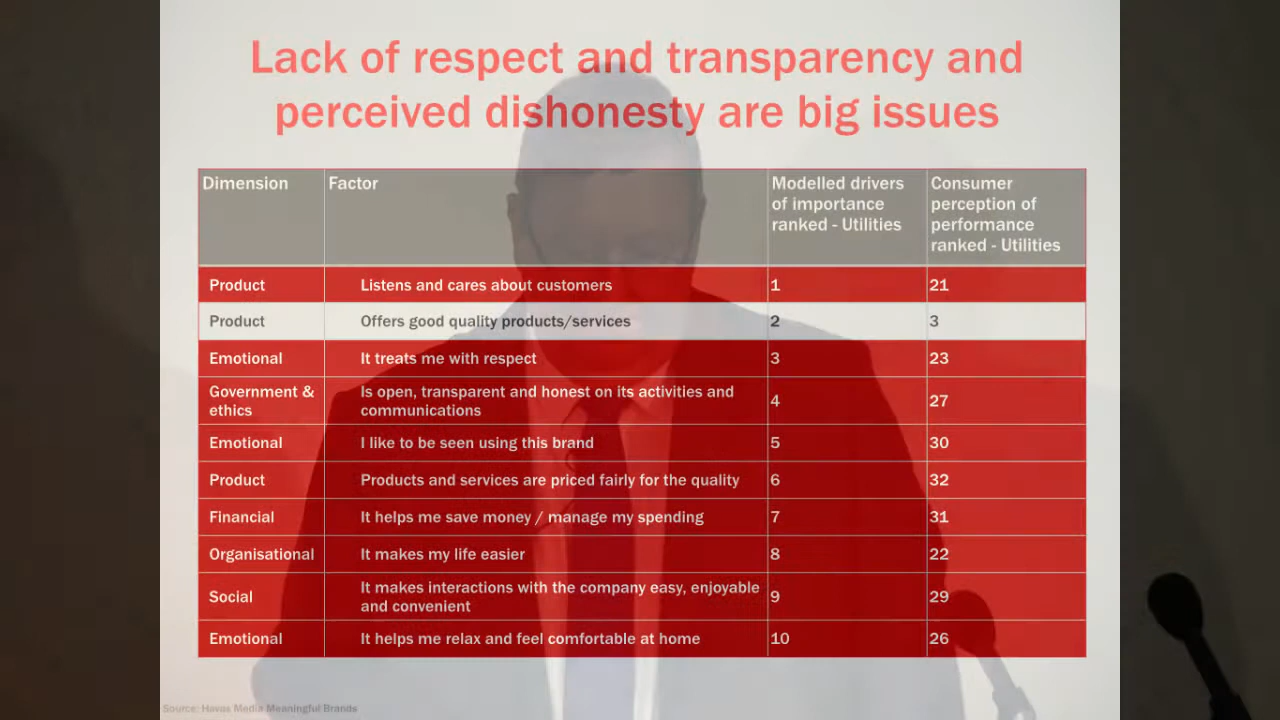 Lack of respect and transparency and
perceived dishonesty are big issues
Dimension
Factor
Modelled drivers
of importance
ranked - Utilities
Consumer
perception of
performance
ranked - Utilities
Product
Listens and cares about customers
1
21
Product
Offers good quality products/services
2
3
Emotional
It treats me with respect
3
23
Government &
ethics
Is open, transparent and honest on its activities and
communications
4
27
Emotional
I like to be seen using this brand
5
30
Product
Products and services are priced fairly for the quality
6
32
Financial
It helps me save money / manage my spending
7
31
Organisational
It makes my life easier
8
22
Social
It makes interactions with the company easy, enjoyable
and convenient
9
29
Emotional
It helps me relax and feel comfortable at home
10
26
Source: Havas Media Meaningful Brands